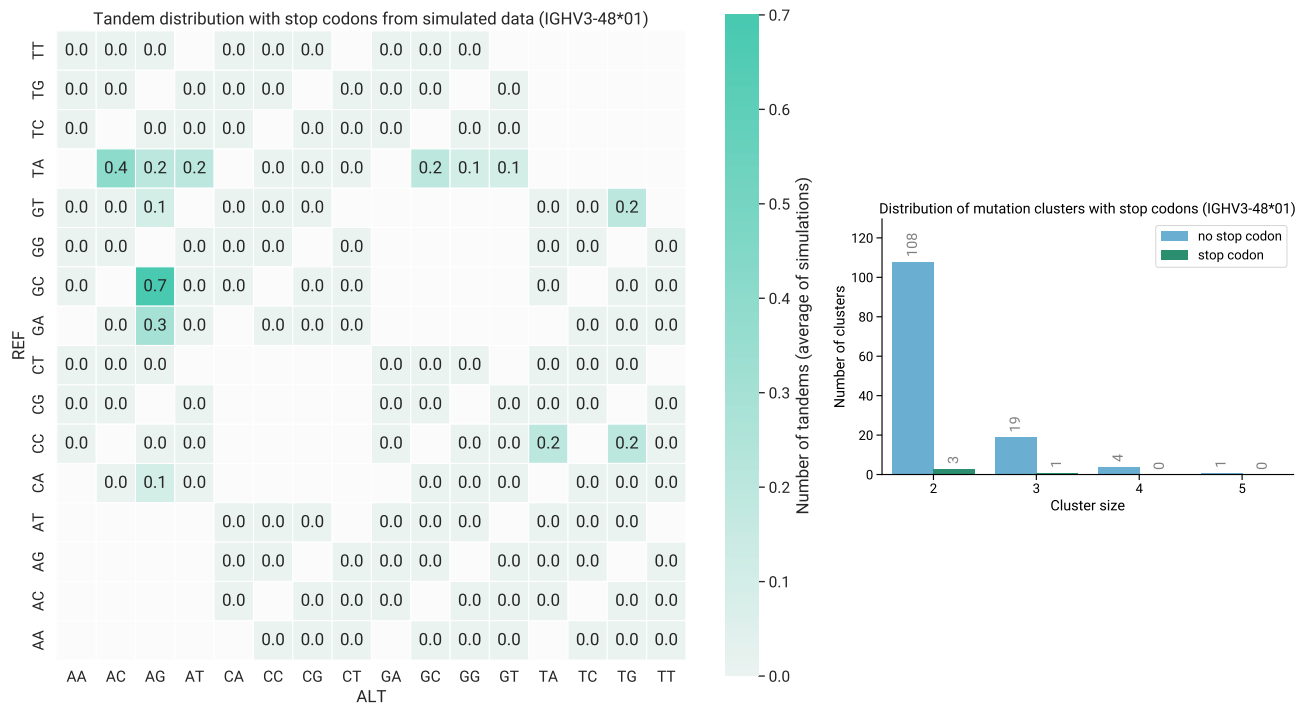 Tandem distribution with stop codons from simulated data (IGHV3-48*01)
REF
TT 0.0 0.0 0.0 0.0 0.0 0.0 0.0 0.0 0.0
TG 0.0 0.0 0.0 0.0 0.0 0.0 0.0 0.0 0.0
TC 0.0 0.0 0.0 0.0 0.0 0.0 0.0 0.0 0.0
TA 0.4 0.2 0.2 0.0 0.0 0.0 0.2 0.1 0.1
GT 0.0 0.0 0.1 0.0 0.0 0.0 0.0 0.0 0.2
GG 0.0 0.0 0.0 0.0 0.0 0.0 0.0 0.0 0.0
GC 0.0 0.7 0.0 0.0 0.0 0.0 0.0 0.0 0.0
GA 0.0 0.3 0.0 0.0 0.0 0.0 0.0 0.0 0.0
CT 0.0 0.0 0.0 0.0 0.0 0.0 0.0 0.0 0.0
CG 0.0 0.0 0.0 0.0 0.0 0.0 0.0 0.0 0.0
CC 0.0 0.0 0.0 0.0 0.0 0.0 0.2 0.2 0.0
CA 0.0 0.1 0.0 0.0 0.0 0.0 0.0 0.0 0.0
AT 0.0 0.0 0.0 0.0 0.0 0.0 0.0 0.0 0.0
AG 0.0 0.0 0.0 0.0 0.0 0.0 0.0 0.0 0.0
AC 0.0 0.0 0.0 0.0 0.0 0.0 0.0 0.0 0.0
AA 0.0 0.0 0.0 0.0 0.0 0.0 0.0 0.0 0.0
AA AC AG AT CA CC CG CT GA GC GG GT TA TC TG TT
ALT
0.7
0.6
0.5
0.4
0.3
0.2
0.1
0.0
Number of tandems (average of simulations)
Distribution of mutation clusters with stop codons (IGHV3-48*01)
no stop codon
stop codon
Number of clusters
120
100
80
60
40
20
0
108
3
19
1
4
0
1
0
2 3 4 5
Cluster size